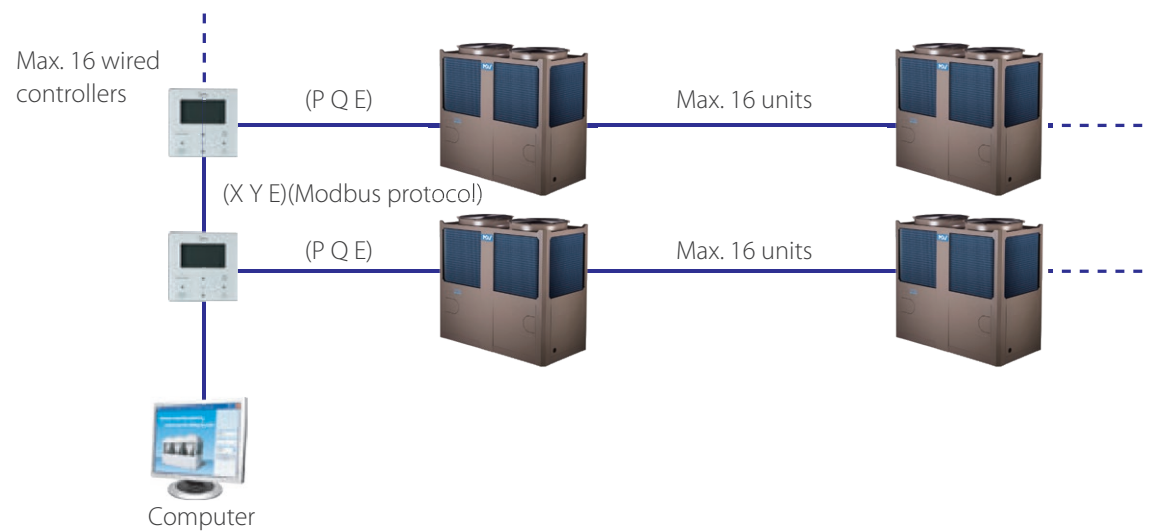 Max. 16 wired
controllers
(P Q E)
Max. 16 units
(X Y E)(Modbus protocol)
(P Q E)
Max. 16 units
Computer